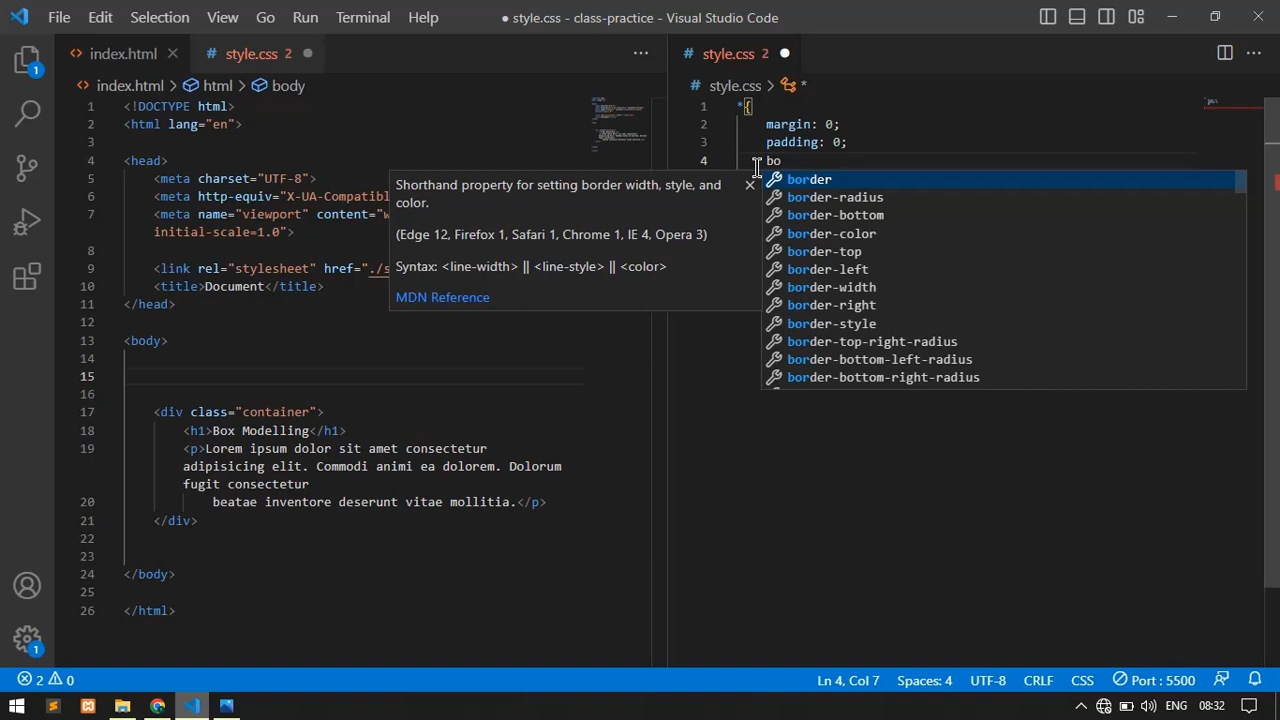 File Edit Selection View Go Run Terminal Help
● style.css - class-practice - Visual Studio Code
index.html
# style.css 2
index.html > html > body
1 <!DOCTYPE html>
2 <html lang="en">
3
4 <head>
5 <meta charset="UTF-8">
6 <meta http-equiv="X-UA-Compatibl
7 <meta name="viewport" content="w
initial-scale=1.0">
8
9 <link rel="stylesheet" href="./s
10 <title>Document</title>
11 </head>
12
13 <body>
14
15
16
17 <div class="container">
18 <h1>Box Modelling</h1>
19 <p>Lorem ipsum dolor sit amet consectetur
adipisicing elit. Commodi animi ea dolorem. Dolorum
fugit consectetur
20 beatae inventore deserunt vitae mollitia.</p>
21 </div>
22
23
24 </body>
25
26 </html>
Shorthand property for setting border width, style, and
color.
(Edge 12, Firefox 1, Safari 1, Chrome 1, IE 4, Opera 3)
Syntax: <line-width> || <line-style> || <color>
MDN Reference
# style.css 2
# style.css > *
1 *{
2 margin: 0;
3 padding: 0;
4 bo
border
border-radius
border-bottom
border-color
border-top
border-left
border-width
border-right
border-style
border-top-right-radius
border-bottom-left-radius
border-bottom-right-radius
1
1
2 0
Ln 4, Col 7
Spaces: 4
UTF-8
CRLF
CSS
Port : 5500
ENG
08:32